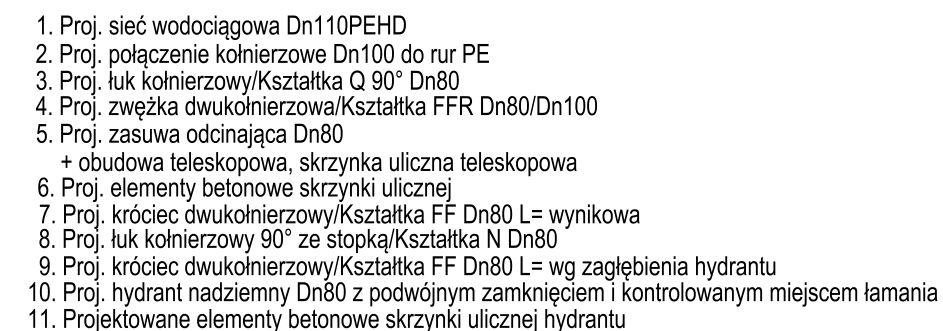 1. Proj. sieć wodociągowa Dn110PEHD
2. Proj. połączenie kołnierzowe Dn100 do rur PE
3. Proj. łuk kołnierzowy/Kształtka Q 90° Dn80
4. Proj. zwężka dwukołnierzowa/Kształtka FFR Dn80/Dn100
5. Proj. zasuwa odcinająca Dn80
+ obudowa teleskopowa, skrzynka uliczna teleskopowa
6. Proj. elementy betonowe skrzynki ulicznej
7. Proj. króciec dwukołnierzowy/Kształtka FF Dn80 L= wynikowa
8. Proj. łuk kołnierzowy 90° ze stopką/Kształtka N Dn80
9. Proj. króciec dwukołnierzowy/Kształtka FF Dn80 L= wg zagłębienia hydrantu
10. Proj. hydrant nadziemny Dn80 z podwójnym zamknięciem i kontrolowanym miejscem łamania
11. Projektowane elementy betonowe skrzynki ulicznej hydrantu